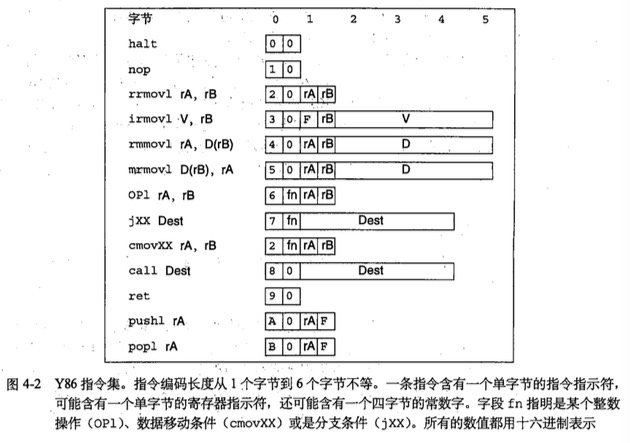 字节 0 1 2 3 4 5
halt 0 0
nop 1 0
rrmovl rA, rB 2 0 rA rB
irmovl V, rB 3 0 F rB V
rmmovl rA, D(rB) 4 0 rA rB D
mrmovl D(rB), rA 5 0 rA rB D
OPl rA, rB 6 fn rA rB
jXX Dest 7 fn Dest
cmovXX rA, rB 2 fn rA rB
call Dest 8 0 Dest
ret 9 0
pushl rA A 0 rA F
popl rA B 0 rA F
图 4-2 Y86 指令集。指令编码长度从 1 个字节到 6 个字节不等。一条指令含有一个单字节的指令指示符,
可能含有一个单字节的寄存器指示符,还可能含有一个四字节的常数字。字段 fn 指明是某个整数
操作(OPl)、数据移动条件(cmovXX)或是分支条件(jXX)。所有的数值都用十六进制表示